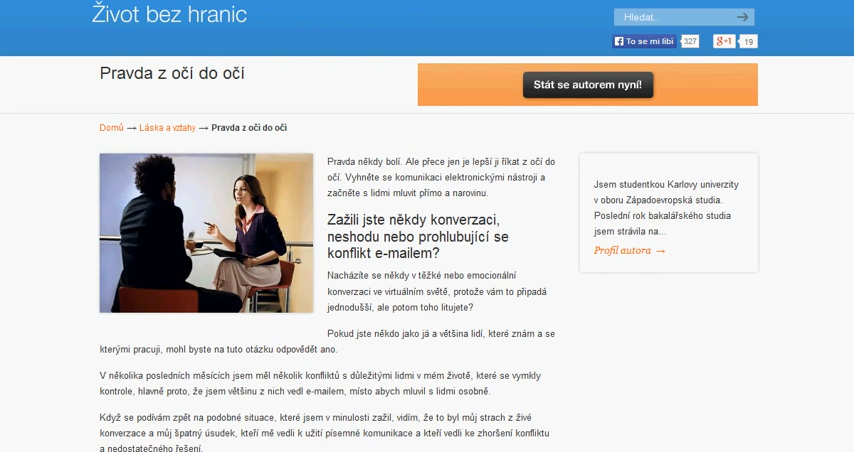 Život bez hranic
Hledat..
To se mi líbí 327
g+1 19
Pravda z očí do očí
Stát se autorem nyní!
Domů → Láska a vztahy → Pravda z očí do očí
Pravda někdy bolí. Ale přece jen je lepší ji říkat z očí do
očí. Vyhněte se komunikaci elektronickými nástroji a
začněte s lidmi mluvit přímo a narovinu.
Zažili jste někdy konverzaci,
neshodu nebo prohlubující se
konflikt e-mailem?
Nacházíte se někdy v těžké nebo emocionální
konverzaci ve virtuálním světě, protože vám to připadá
jednodušší, ale potom toho litujete?
Pokud jste někdo jako já a většina lidí, které znám a se
kterými pracuji, mohl byste na tuto otázku odpovědět ano.
V několika posledních měsících jsem měl několik konfliktů s důležitými lidmi v mém životě, které se vymkly
kontrole, hlavně proto, že jsem většinu z nich vedl e-mailem, místo abych mluvil s lidmi osobně.
Když se podívám zpět na podobné situace, které jsem v minulosti zažil, vidím, že to byl můj strach z živé
konverzace a můj špatný úsudek, kteří mě vedli k užití písemné komunikace a kteří vedli ke zhoršení konfliktu
a nedostatečného řešení.
Jsem studentkou Karlovy univerzity
v oboru Západoevropská studia.
Poslední rok bakalářského studia
jsem strávila na...
Profil autora →